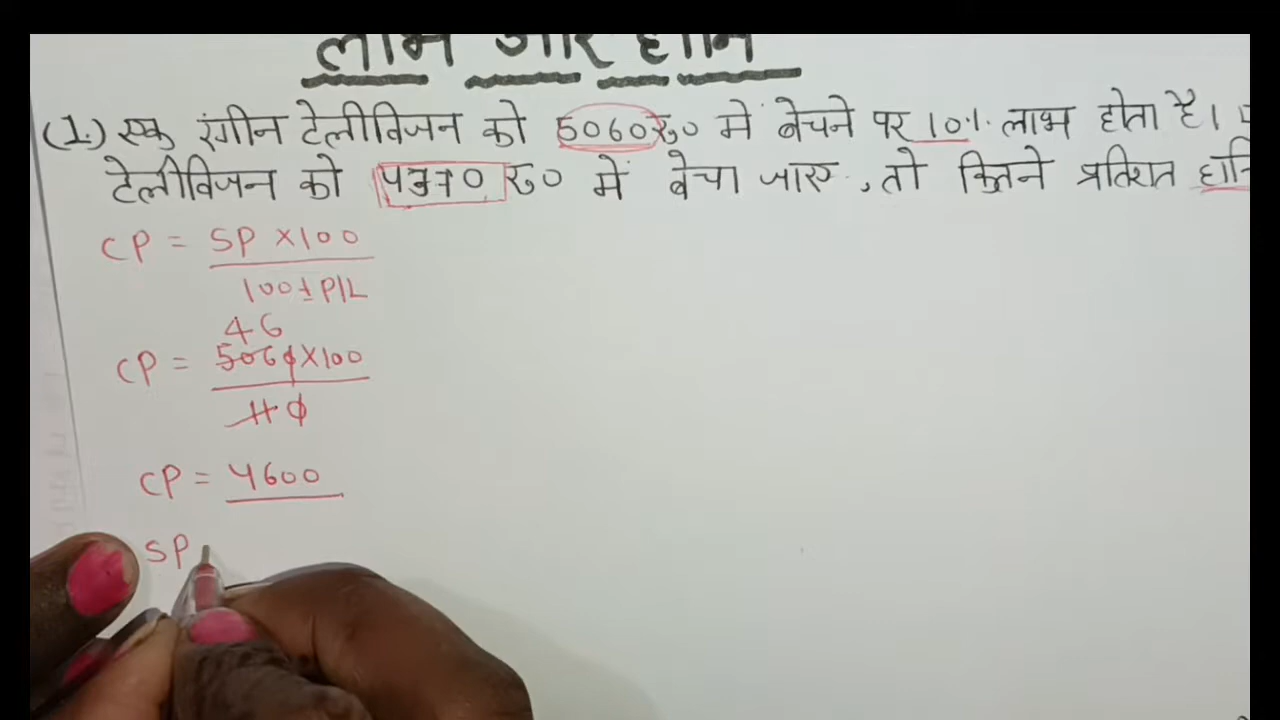 लाभ और हानि
(1.) एक रंगीन टेलीविजन को 5060रु० में बेचने पर 10% लाभ होता है।
टेलीविजन को रु० में बेचा जाए, तो कितने प्रतिशत हानि
CP = SP × 100
100 ± P/L
46
CP = 5060 × 100
110
CP = 4600
SP